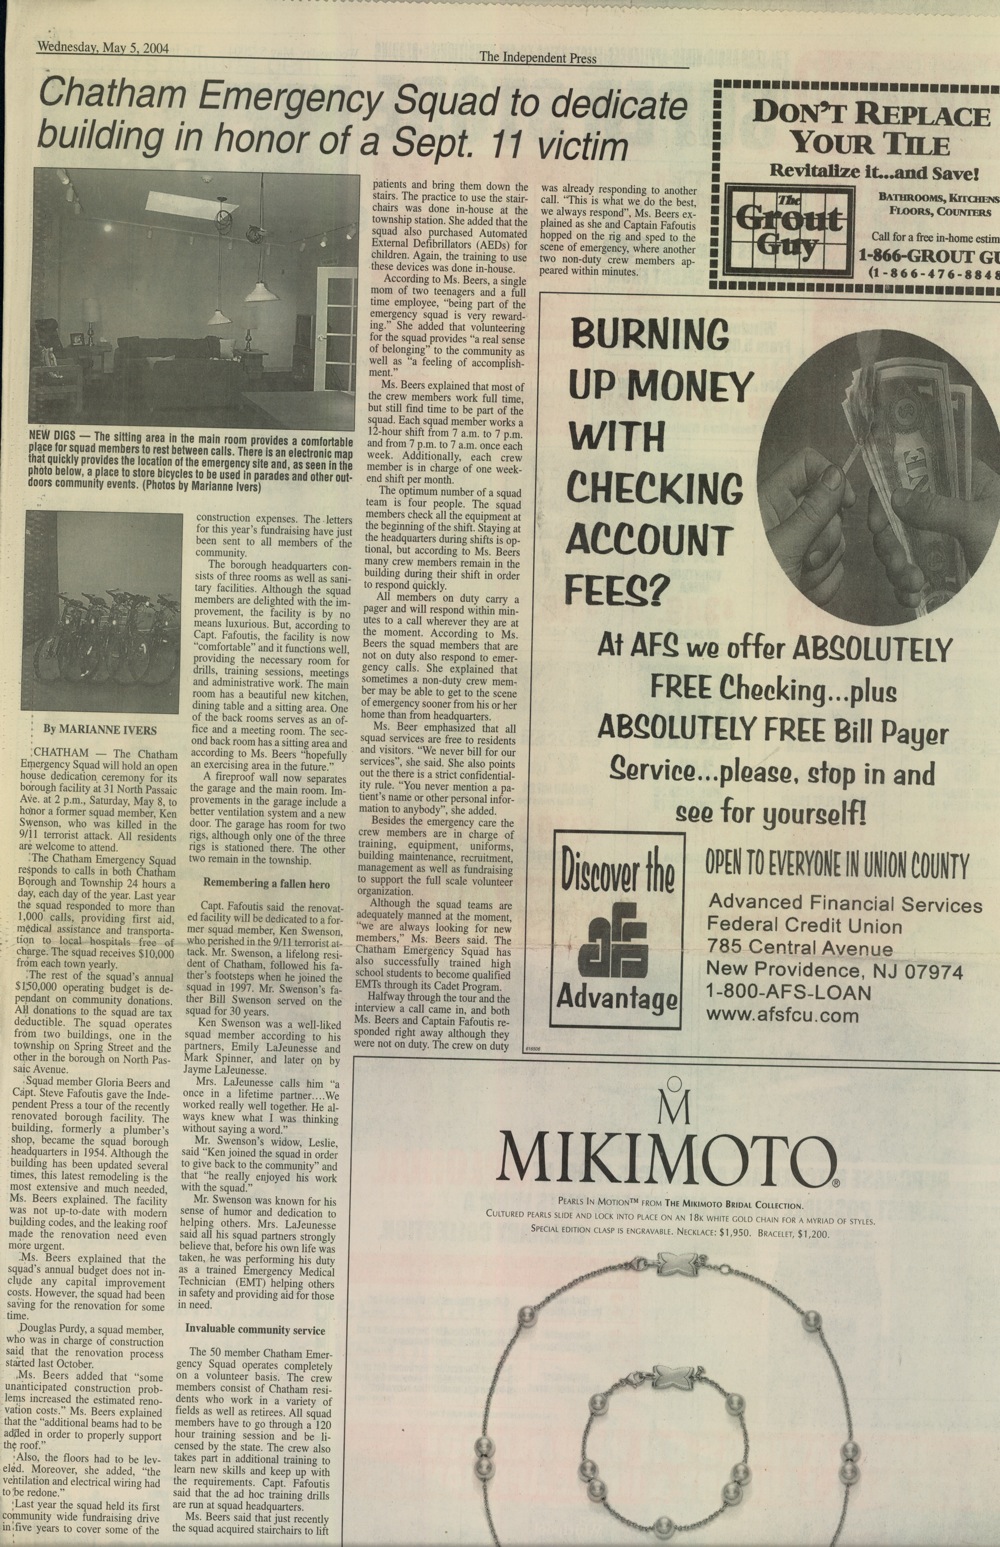 Wednesday, May 5, 2004
The Independent Press
Chatham Emergency Squad to dedicate
building in honor of a Sept. 11 victim
NEW DIGS — The sitting area in the main room provides a comfortable
place for squad members to rest between calls. There is an electronic map
that quickly provides the location of the emergency site and, as seen in the
photo below, a place to store bicycles to be used in parades and other out-
doors community events. (Photos by Marianne Ivers)
By MARIANNE IVERS
CHATHAM — The Chatham
Emergency Squad will hold an open
house dedication ceremony for its
borough facility at 31 North Passaic
Ave. at 2 p.m., Saturday, May 8, to
honor a former squad member, Ken
Swenson, who was killed in the
9/11 terrorist attack. All residents
are welcome to attend.
The Chatham Emergency Squad
responds to calls in both Chatham
Borough and Township 24 hours a
day, each day of the year. Last year
the squad responded to more than
1,000 calls, providing first aid,
medical assistance and transporta-
tion to local hospitals free of
charge. The squad receives $10,000
from each town yearly.
The rest of the squad's annual
$150,000 operating budget is de-
pendant on community donations.
All donations to the squad are tax
deductible. The squad operates
from two buildings, one in the
township on Spring Street and the
other in the borough on North Pas-
saic Avenue.
Squad member Gloria Beers and
Capt. Steve Fafoutis gave the Inde-
pendent Press a tour of the recently
renovated borough facility. The
building, formerly a plumber's
shop, became the squad borough
headquarters in 1954. Although the
building has been updated several
times, this latest remodeling is the
most extensive and much needed,
Ms. Beers explained. The facility
was not up-to-date with modern
building codes, and the leaking roof
made the renovation need even
more urgent.
Ms. Beers explained that the
squad's annual budget does not in-
clude any capital improvement
costs. However, the squad had been
saving for the renovation for some
time.
Douglas Purdy, a squad member,
who was in charge of construction
said that the renovation process
started last October.
Ms. Beers added that "some
unanticated construction prob-
lems increased the estimated reno-
vation costs." Ms. Beers explained
that the "additional beams had to be
added in order to properly support
the roof."
Also, the floors had to be lev-
eled. Moreover, she added, "the
ventilation and electrical wiring had
to be redone."
Last year the squad held its first
community wide fundraising drive
in five years to cover some of the
construction expenses. The letters
for this year's fundraising have just
been sent to all members of the
community.
The borough headquarters con-
sists of three rooms as well as sani-
tary facilities. Although the squad
members are delighted with the im-
provement, the facility is by no
means luxurious. But, according to
Capt. Fafoutis, the facility is now
"comfortable" and it functions well,
providing the necessary room for
drills, training sessions, meetings
and administrative work. The main
room has a beautiful new kitchen,
dining table and a sitting area. One
of the back rooms serves as an of-
fice and a meeting room. The sec-
ond back room has a sitting area and
according to Ms. Beers "hopefully
an exercising area in the future."
A fireproof wall now separates
the garage and the main room. Im-
provements in the garage include a
better ventilation system and a new
door. The garage has room for two
rigs, although only one of the three
rigs is stationed there. The other
two remain in the township.
Remembering a fallen hero
Capt. Fafoutis said the renovat-
ed facility will be dedicated to a for-
mer squad member, Ken Swenson,
who perished in the 9/11 terrorist at-
tack. Mr. Swenson, a lifelong resi-
dent of Chatham, followed his fa-
ther's footsteps when he joined the
squad in 1997. Mr. Swenson's fa-
ther Bill Swenson served on the
squad for 30 years.
Ken Swenson was a well-liked
squad member according to his
partners, Emily LaJeunesse and
Mark Spinner, and later on by
Jayme LaJeunesse.
Mrs. LaJeunesse calls him "a
once in a lifetime partner....We
worked really well together. He al-
ways knew what I was thinking
without saying a word."
Mr. Swenson's widow, Leslie,
said "Ken joined the squad in order
to give back to the community" and
that "he really enjoyed his work
with the squad."
Mr. Swenson was known for his
sense of humor and dedication to
helping others. Mrs. LaJeunesse
said all his squad partners strongly
believe that, before his own life was
taken, he was performing his duty
as a trained Emergency Medical
Technician (EMT) helping others
in safety and providing aid for those
in need.
Invaluable community service
The 50 member Chatham Emer-
gency Squad operates completely
on a volunteer basis. The crew
members consist of Chatham resi-
dents who work in a variety of
fields as well as retirees. All squad
members have to go through a 120
hour training session and be li-
censed by the state. The crew also
takes part in additional training to
learn new skills and keep up with
the requirements. Capt. Fafoutis
said that the ad hoc training drills
are run at squad headquarters.
Ms. Beers said that just recently
the squad acquired stairchairs to lift
patients and bring them down the
stairs. The practice to use the stair-
chairs was done in-house at the
township station. She added that the
squad also purchased Automated
External Defibrillators (AEDs) for
children. Again, the training to use
these devices was done in-house.
According to Ms. Beers, a single
mom of two teenagers and a full
time employee, "being part of the
emergency squad is very reward-
ing." She added that volunteering
for the squad provides "a real sense
of belonging" to the community as
well as "a feeling of accomplish-
ment."
Ms. Beers explained that most of
the crew members work full time,
but still find time to be part of the
squad. Each squad member works a
12-hour shift from 7 a.m. to 7 p.m.
and from 7 p.m. to 7 a.m. once each
week. Additionally, each crew
member is in charge of one week-
end shift per month.
The optimum number of a squad
team is four people. The squad
members check all the equipment at
the beginning of the shift. Staying at
the headquarters during shifts is op-
tional, but according to Ms. Beers
many crew members remain in the
building during their shift in order
to respond quickly.
All members on duty carry a
pager and will respond within min-
utes to a call wherever they are at
the moment. According to Ms.
Beers the squad members that are
not on duty also respond to emer-
gency calls. She explained that
sometimes a non-duty crew mem-
ber may be able to get to the scene
of emergency sooner from his or her
home than from headquarters.
Ms. Beer emphasized that all
squad services are free to residents
and visitors. "We never bill for our
services", she said. She also points
out the there is a strict confidential-
ity rule. "You never mention a pa-
tient's name or other personal infor-
mation to anybody", she added.
Besides the emergency care the
crew members are in charge of
training, equipment, uniforms,
building maintenance, recruitment,
management as well as fundraising
to support the full scale volunteer
organization.
Although the squad teams are
adequately manned at the moment,
"we are always looking for new
members," Ms. Beers said. The
Chatham Emergency Squad has
also successfully trained high
school students to become qualified
EMTs through its Cadet Program.
Halfway through the tour and the
interview a call came in, and both
Ms. Beers and Captain Fafoutis re-
sponded right away although they
were not on duty. The crew on duty
was already responding to another
call. "This is what we do the best,
we always respond", Ms. Beers ex-
plained as she and Captain Fafoutis
hopped on the rig and sped to the
scene of emergency, where another
two non-duty crew members ap-
peared within minutes.
DON'T REPLACE
YOUR TILE
Revitalize it...and Save!
The
Grout
Guy
BATHROOMS, KITCHENS
FLOORS, COUNTERS
Call for a free in-home estim
1-866-GROUT GU
(1-866-476-8848
BURNING
UP MONEY
WITH
CHECKING
ACCOUNT
FEES?
At AFS we offer ABSOLUTELY
FREE Checking...plus
ABSOLUTELY FREE Bill Payer
Service...please, stop in and
see for yourself!
Discover the
afs
Advantage
OPEN TO EVERYONE IN UNION COUNTY
Advanced Financial Services
Federal Credit Union
785 Central Avenue
New Providence, NJ 07974
1-800-AFS-LOAN
www.afsfcu.com
M
MIKIMOTO®
PEARLS IN MOTION™ FROM THE MIKIMOTO BRIDAL COLLECTION.
CULTURED PEARLS SLIDE AND LOCK INTO PLACE ON AN 18K WHITE GOLD CHAIN FOR A MYRIAD OF STYLES.
SPECIAL EDITION CLASP IS ENGRAVABLE. NECKLACE: $1,950. BRACELET, $1,200.